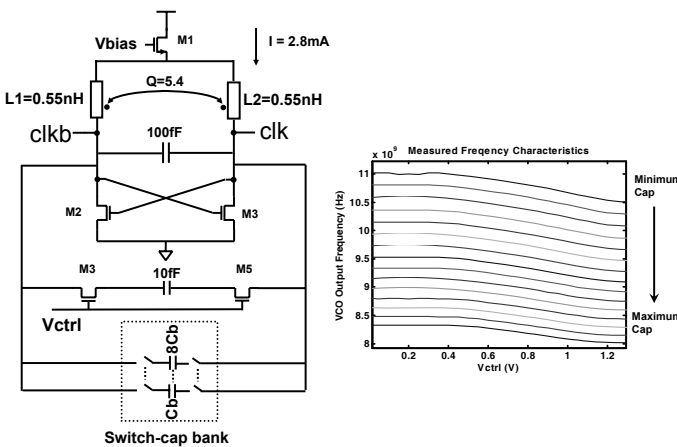 Vbias
M1
I = 2.8mA
L1=0.55nH
Q=5.4
L2=0.55nH
clkb
100fF
clk
M2
M3
M3
10fF
M5
Vctrl
8Cb
Cb
Switch-cap bank
x 10^9
Measured Freqency Characteristics
VCO Output Frequency (Hz)
11
10.5
10
9.5
9
8.5
8
0.2
0.4
0.6
0.8
1
1.2
Vctrl (V)
Minimum
Cap
Maximum
Cap